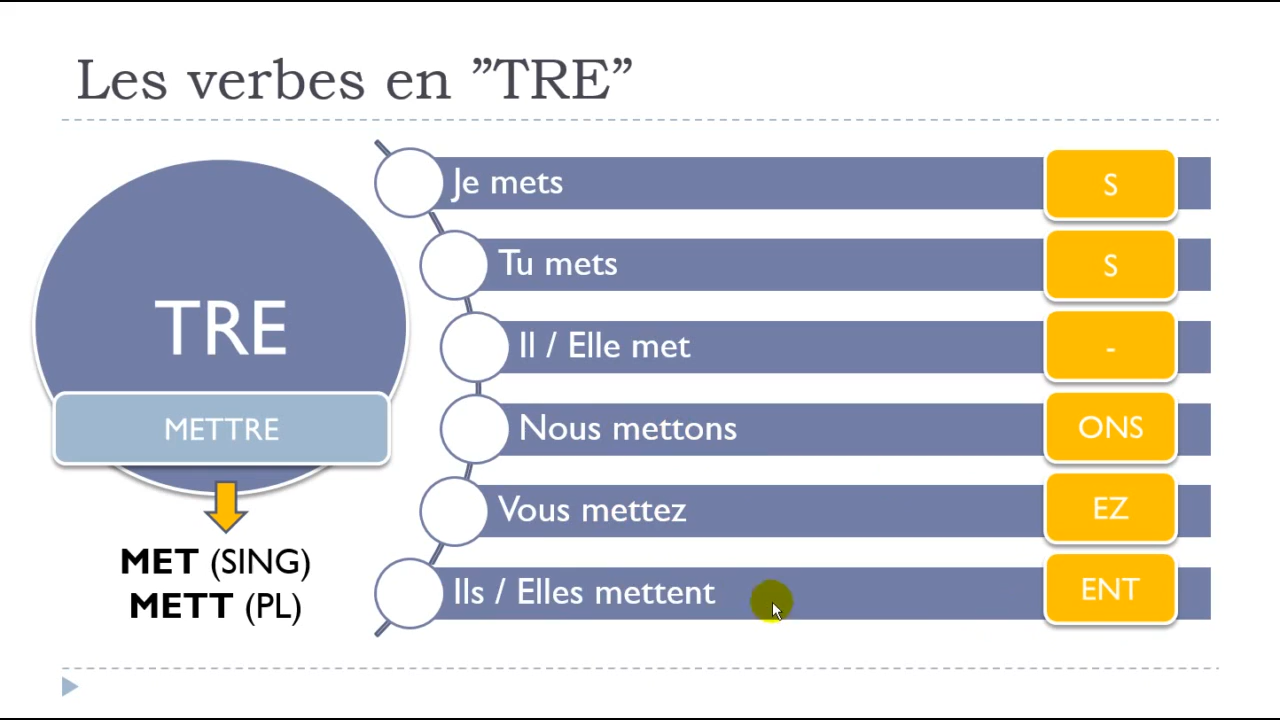 Les verbes en ”TRE”
TRE
METTRE
MET (SING)
METT (PL)
Je mets
S
Tu mets
S
Il / Elle met
-
Nous mettons
ONS
Vous mettez
EZ
Ils / Elles mettent
ENT